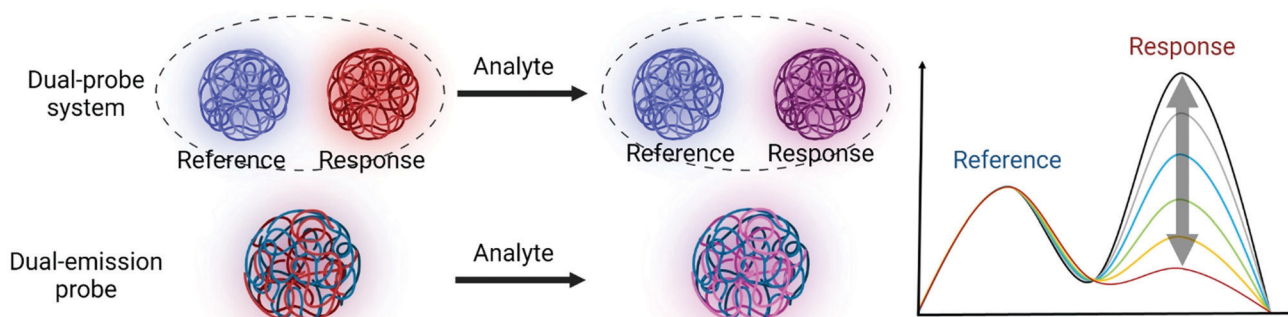 Dual-probe
system
Reference
Response
Analyte
Reference
Response
Dual-emission
probe
Analyte
Reference
Response